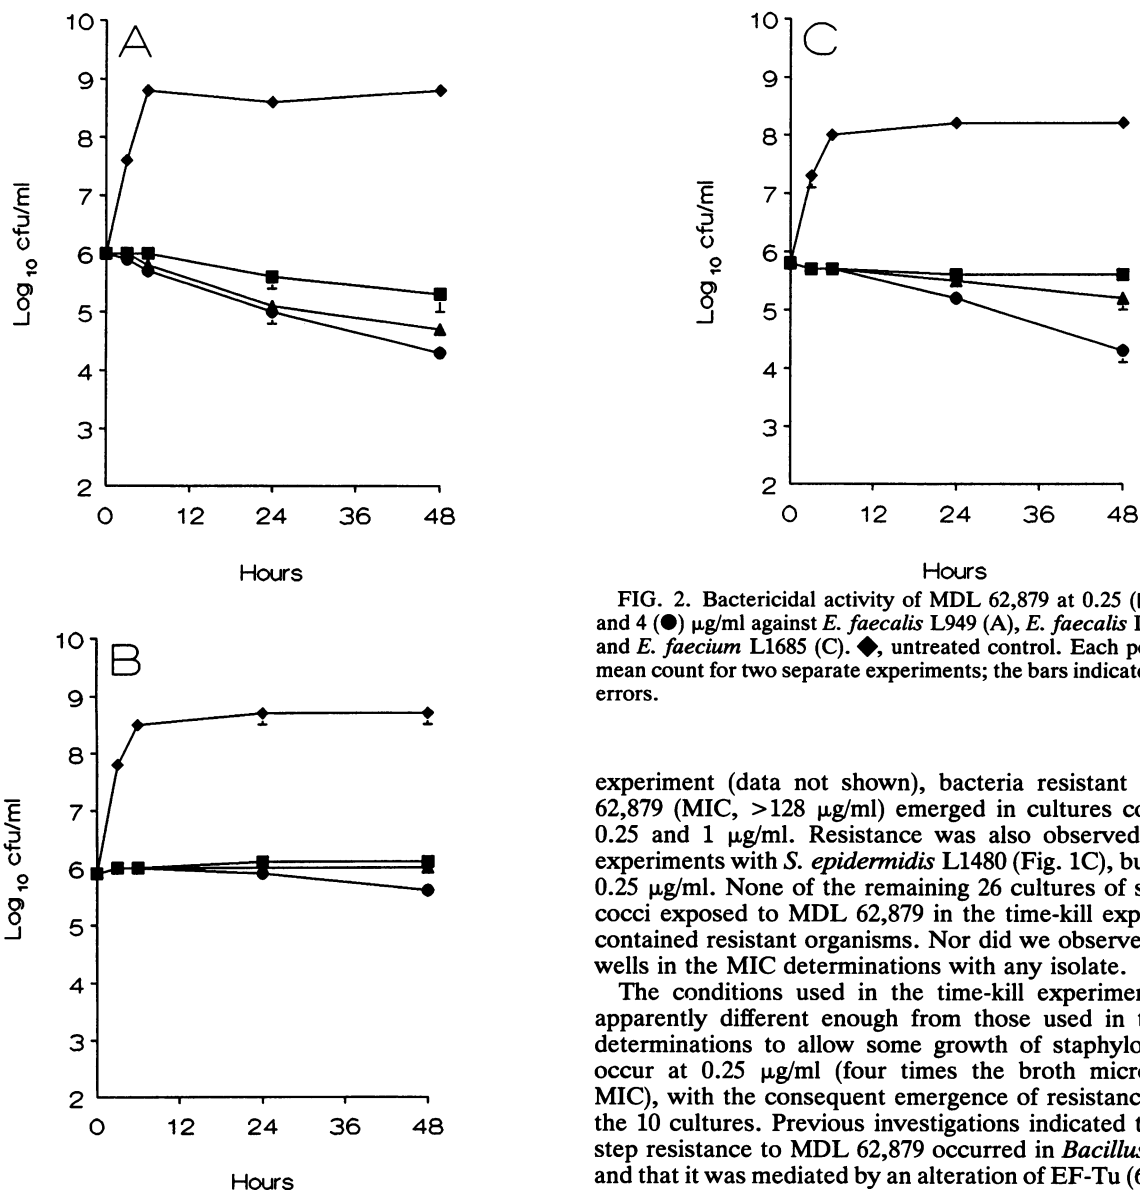 A
10
9
8
7
6
5
4
3
2
Log10 cfu/ml
0 12 24 36 48
Hours
B
10
9
8
7
6
5
4
3
2
Log10 cfu/ml
0 12 24 36 48
Hours
C
10
9
8
7
6
5
4
3
2
Log10 cfu/ml
0 12 24 36 48
Hours
FIG. 2. Bactericidal activity of MDL 62,879 at 0.25 (
and 4 (●) μg/ml against E. faecalis L949 (A), E. faecalis
and E. faecium L1685 (C). ◆, untreated control. Each
mean count for two separate experiments; the bars indicate
errors.
experiment (data not shown), bacteria resistant
62,879 (MIC, >128 μg/ml) emerged in cultures
0.25 and 1 μg/ml. Resistance was also observed
experiments with S. epidermidis L1480 (Fig. 1C),
0.25 μg/ml. None of the remaining 26 cultures of
cocci exposed to MDL 62,879 in the time-kill
contained resistant organisms. Nor did we observe
wells in the MIC determinations with any isolate.
The conditions used in the time-kill
apparently different enough from those used in
determinations to allow some growth of
occur at 0.25 μg/ml (four times the broth
MIC), with the consequent emergence of resistance
the 10 cultures. Previous investigations indicated
step resistance to MDL 62,879 occurred in Bacillus
and that it was mediated by an alteration of EF-Tu (6